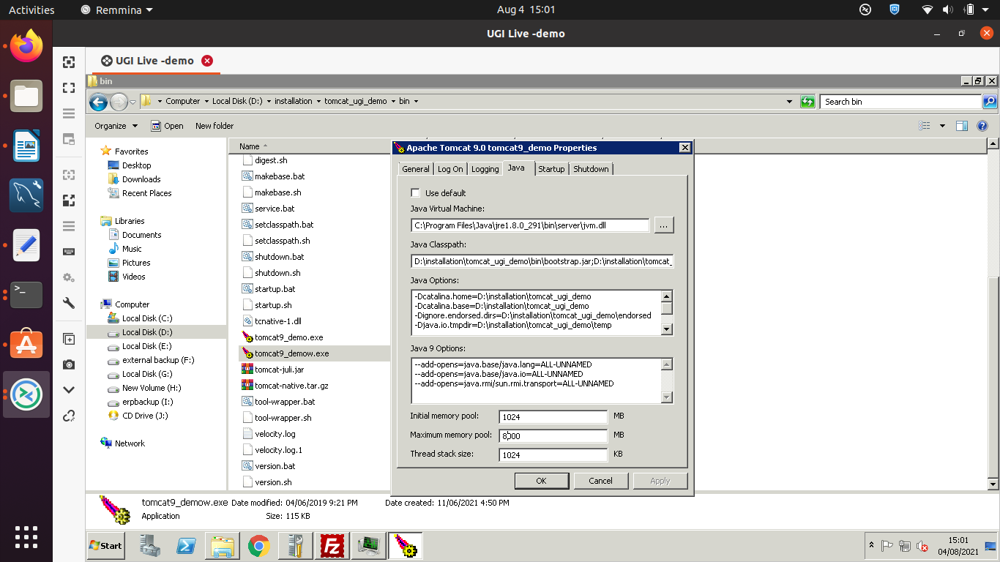 Activities
Remmina
Aug 4 15:01
UGI Live -demo
UGI Live -demo
bin
Computer
Local Disk (D:)
installation
tomcat_ugi_demo
bin
Search bin
Organize
Open
New folder
Favorites
Desktop
Downloads
Recent Places
Libraries
Documents
Music
Pictures
Videos
Computer
Local Disk (C:)
Local Disk (D:)
Local Disk (E:)
external backup (F:)
Local Disk (G:)
New Volume (H:)
erpbackup (I:)
CD Drive (J:)
Network
Name
digest.sh
makebase.bat
makebase.sh
service.bat
setclasspath.bat
setclasspath.sh
shutdown.bat
shutdown.sh
startup.bat
startup.sh
tcnative-1.dll
tomcat9_demo.exe
tomcat9_demow.exe
tomcat-juli.jar
tomcat-native.tar.gz
tool-wrapper.bat
tool-wrapper.sh
velocity.log
velocity.log.1
version.bat
version.sh
Apache Tomcat 9.0 tomcat9_demo Properties
General
Log On
Logging
Java
Startup
Shutdown
Use default
Java Virtual Machine:
C:\Program Files\Java\jre1.8.0_291\bin\server\jvm.dll
...
Java Classpath:
D:\installation\tomcat_ugi_demo\bin\bootstrap.jar;D:\installation\tomcat_
Java Options:
-Dcatalina.home=D:\installation\tomcat_ugi_demo
-Dcatalina.base=D:\installation\tomcat_ugi_demo
-Dignore.endorsed.dirs=D:\installation\tomcat_ugi_demo\endorsed
-Djava.io.tmpdir=D:\installation\tomcat_ugi_demo\temp
Java 9 Options:
--add-opens=java.base/java.lang=ALL-UNNAMED
--add-opens=java.base/java.io=ALL-UNNAMED
--add-opens=java.rmi/sun.rmi.transport=ALL-UNNAMED
Initial memory pool: 1024 MB
Maximum memory pool: MB
Thread stack size: 1024 KB
OK
Cancel
Apply
tomcat9_demow.exe Date modified: 04/06/2019 9:21 PM Date created: 11/06/2021 4:50 PM
Application Size: 115 KB
Start
15:01
04/08/2021